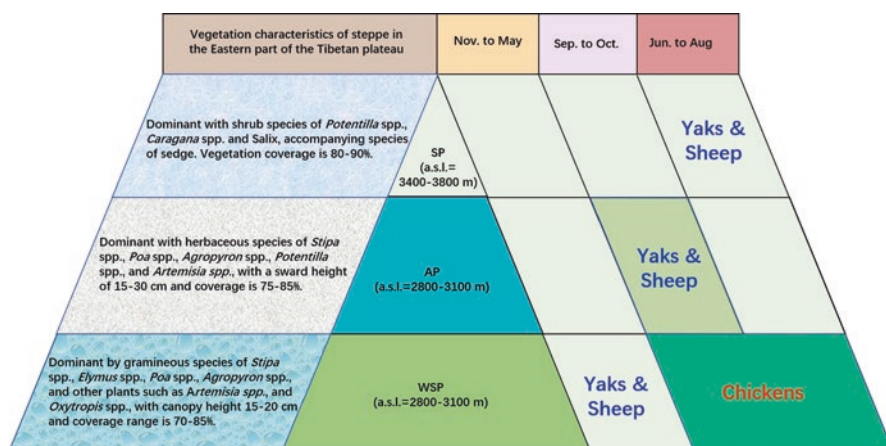 Vegetation characteristics of steppe in
the Eastern part of the Tibetan plateau
Nov. to May
Sep. to Oct.
Jun. to Aug
Dominant with shrub species of Potentilla spp.,
Caragana spp. and Salix, accompanying species
of sedge. Vegetation coverage is 80-90%.
SP
(a.s.l.=
3400-3800 m)
Yaks &
Sheep
Dominant with herbaceous species of Stipa
spp., Poa spp., Agropyron spp., Potentilla
spp., and Artemisia spp., with a sward height
of 15-30 cm and coverage is 75-85%.
AP
(a.s.l.=2800-3100 m)
Yaks &
Sheep
Dominant by gramineous species of Stipa
spp., Elymus spp., Poa spp., Agropyron spp.,
and other plants such as Artemisia spp., and
Oxytropis spp., with canopy height 15-20 cm
and coverage range is 70-85%.
WSP
(a.s.l.=2800-3100 m)
Yaks &
Sheep
Chickens